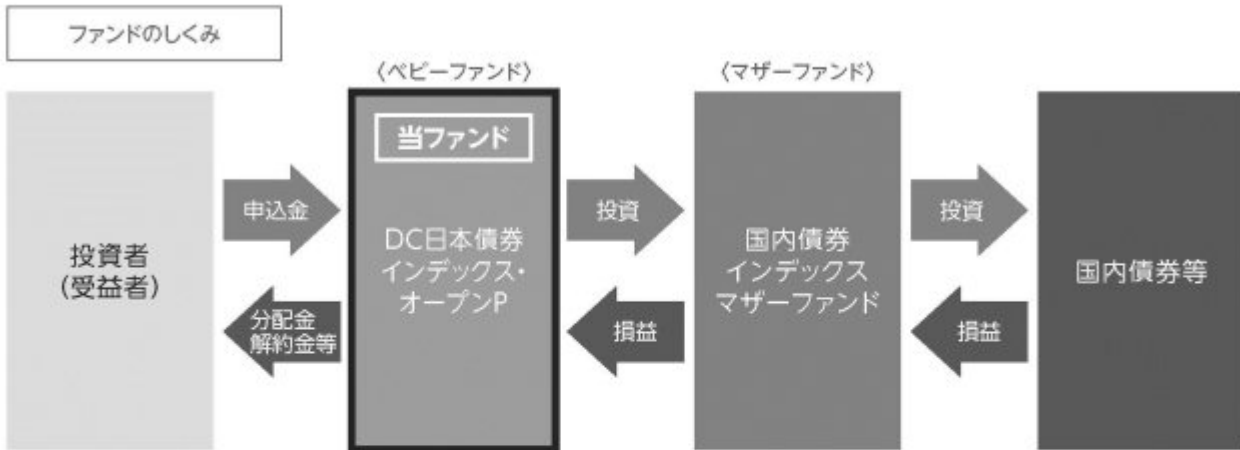 ファンドのしくみ
〈ベビーファンド〉
〈マザーファンド〉
投資者
(受益者)
申込金
分配金
解約金等
当ファンド
DC日本債券
インデックス・
オープンP
投資
損益
国内債券
インデックス
マザーファンド
投資
損益
国内債券等